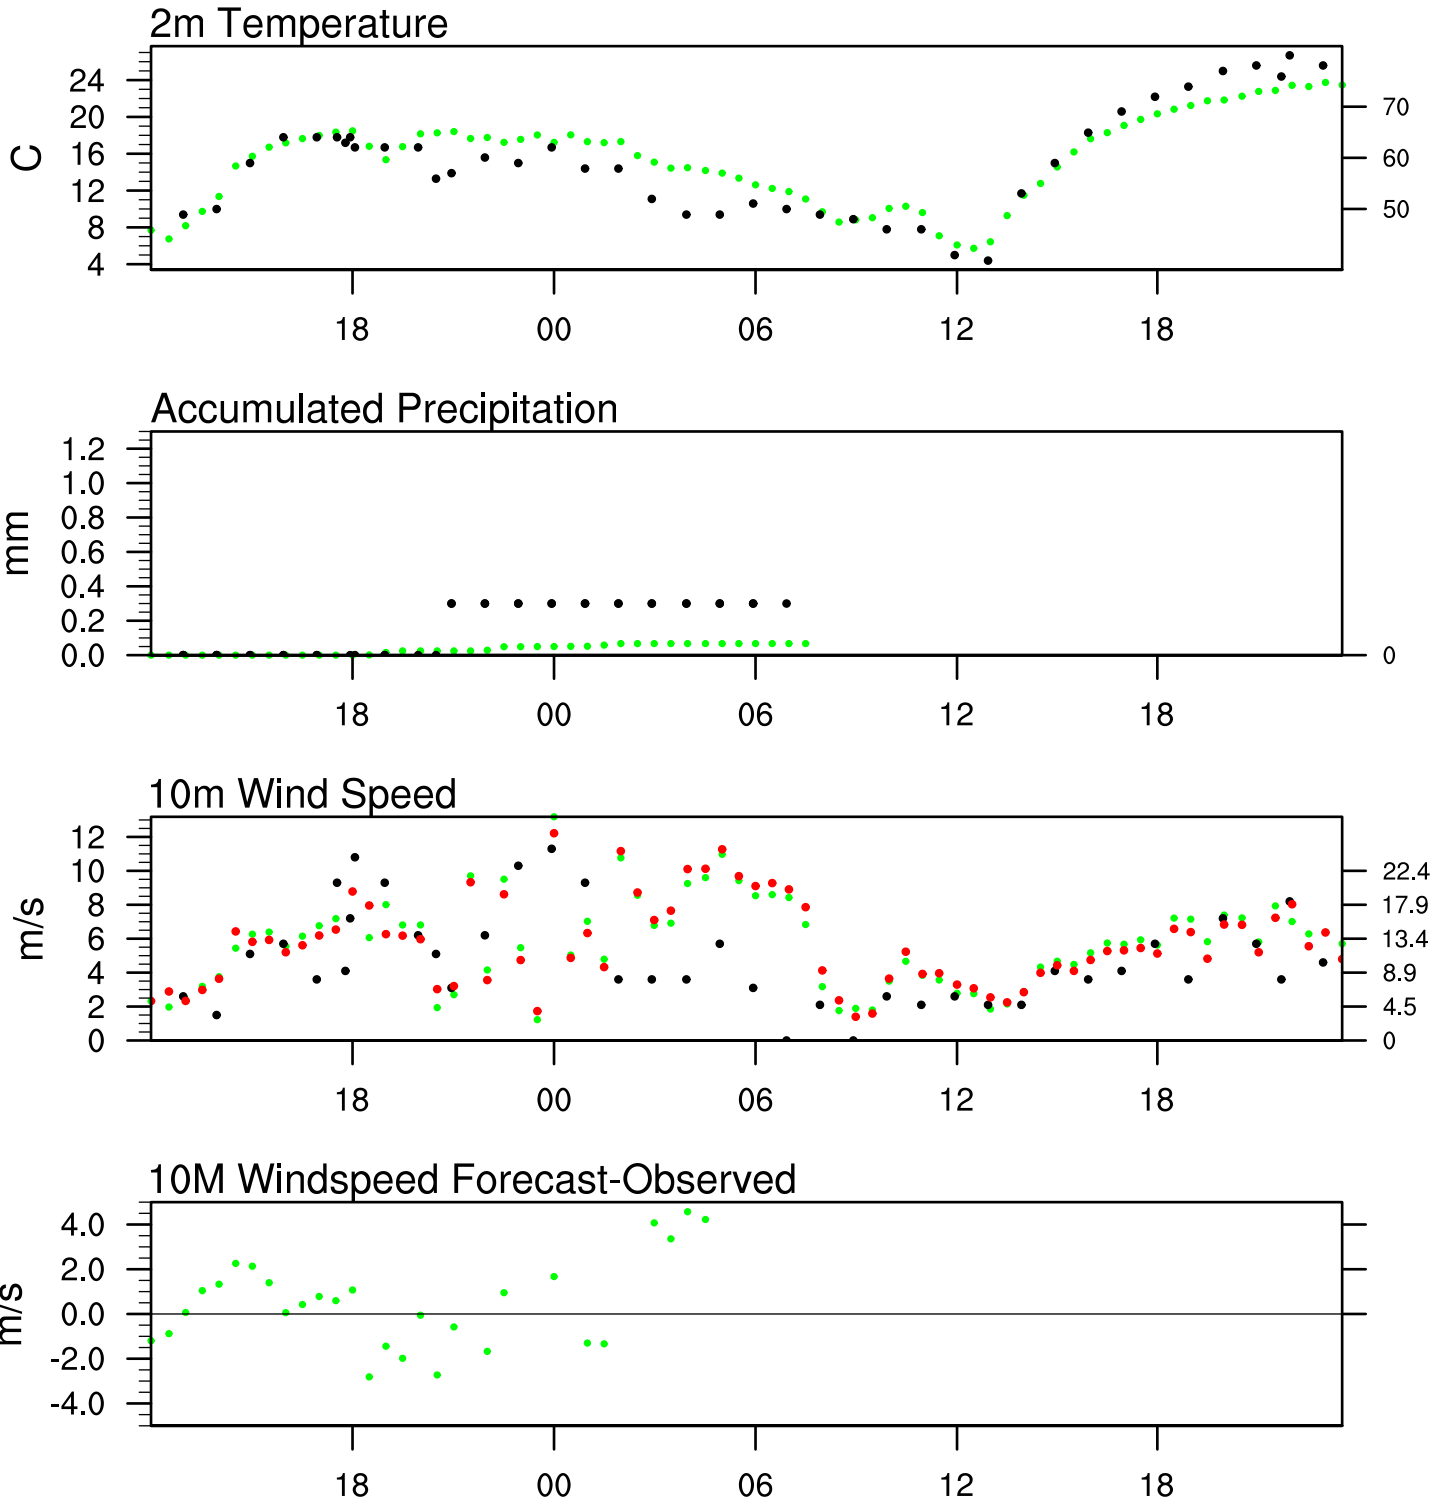 2m Temperature
C
24
20
16
12
8
4
70
60
50
18 00 06 12 18
Accumulated Precipitation
mm
1.2
1.0
0.8
0.6
0.4
0.2
0.0
0
18 00 06 12 18
10m Wind Speed
m/s
12
10
8
6
4
2
0
22.4
17.9
13.4
8.9
4.5
0
18 00 06 12 18
10M Windspeed Forecast-Observed
m/s
4.0
2.0
0.0
-2.0
-4.0
18 00 06 12 18